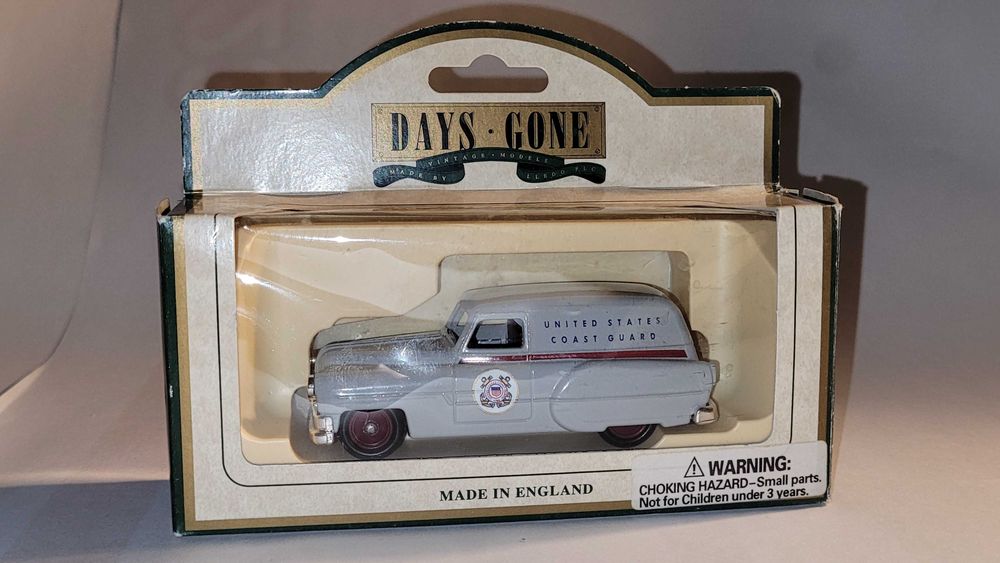 DAYS · GONE
VINTAGE · MODELS
MADE BY LLEDO PLC
UNITED STATES
COAST GUARD
MADE IN ENGLAND
WARNING:
CHOKING HAZARD–Small parts.
Not for Children under 3 years.